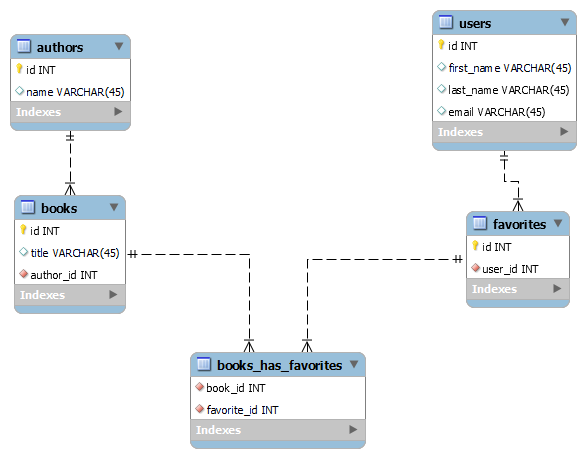 authors
id INT
name VARCHAR(45)
Indexes
users
id INT
first_name VARCHAR(45)
last_name VARCHAR(45)
email VARCHAR(45)
Indexes
books
id INT
title VARCHAR(45)
author_id INT
Indexes
favorites
id INT
user_id INT
Indexes
books_has_favorites
book_id INT
favorite_id INT
Indexes